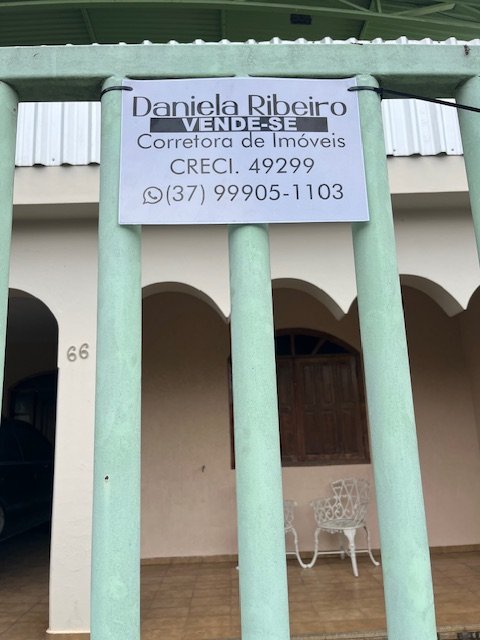 Daniela Ribeiro
VENDE-SE
Corretora de Imóveis
CRECI. 49299
(37) 99905-1103
66